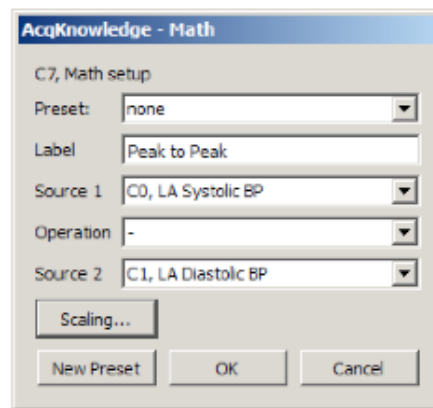 AcqKnowledge - Math
C7, Math setup
Preset: none
Label Peak to Peak
Source 1 C0, LA Systolic BP
Operation -
Source 2 C1, LA Diastolic BP
Scaling...
New Preset OK Cancel